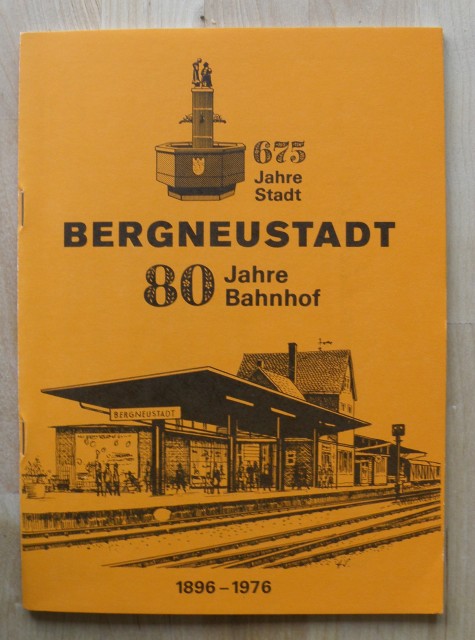 675
Jahre
Stadt
BERGNEUSTADT
80 Jahre
Bahnhof
BERGNEUSTADT
1896 – 1976